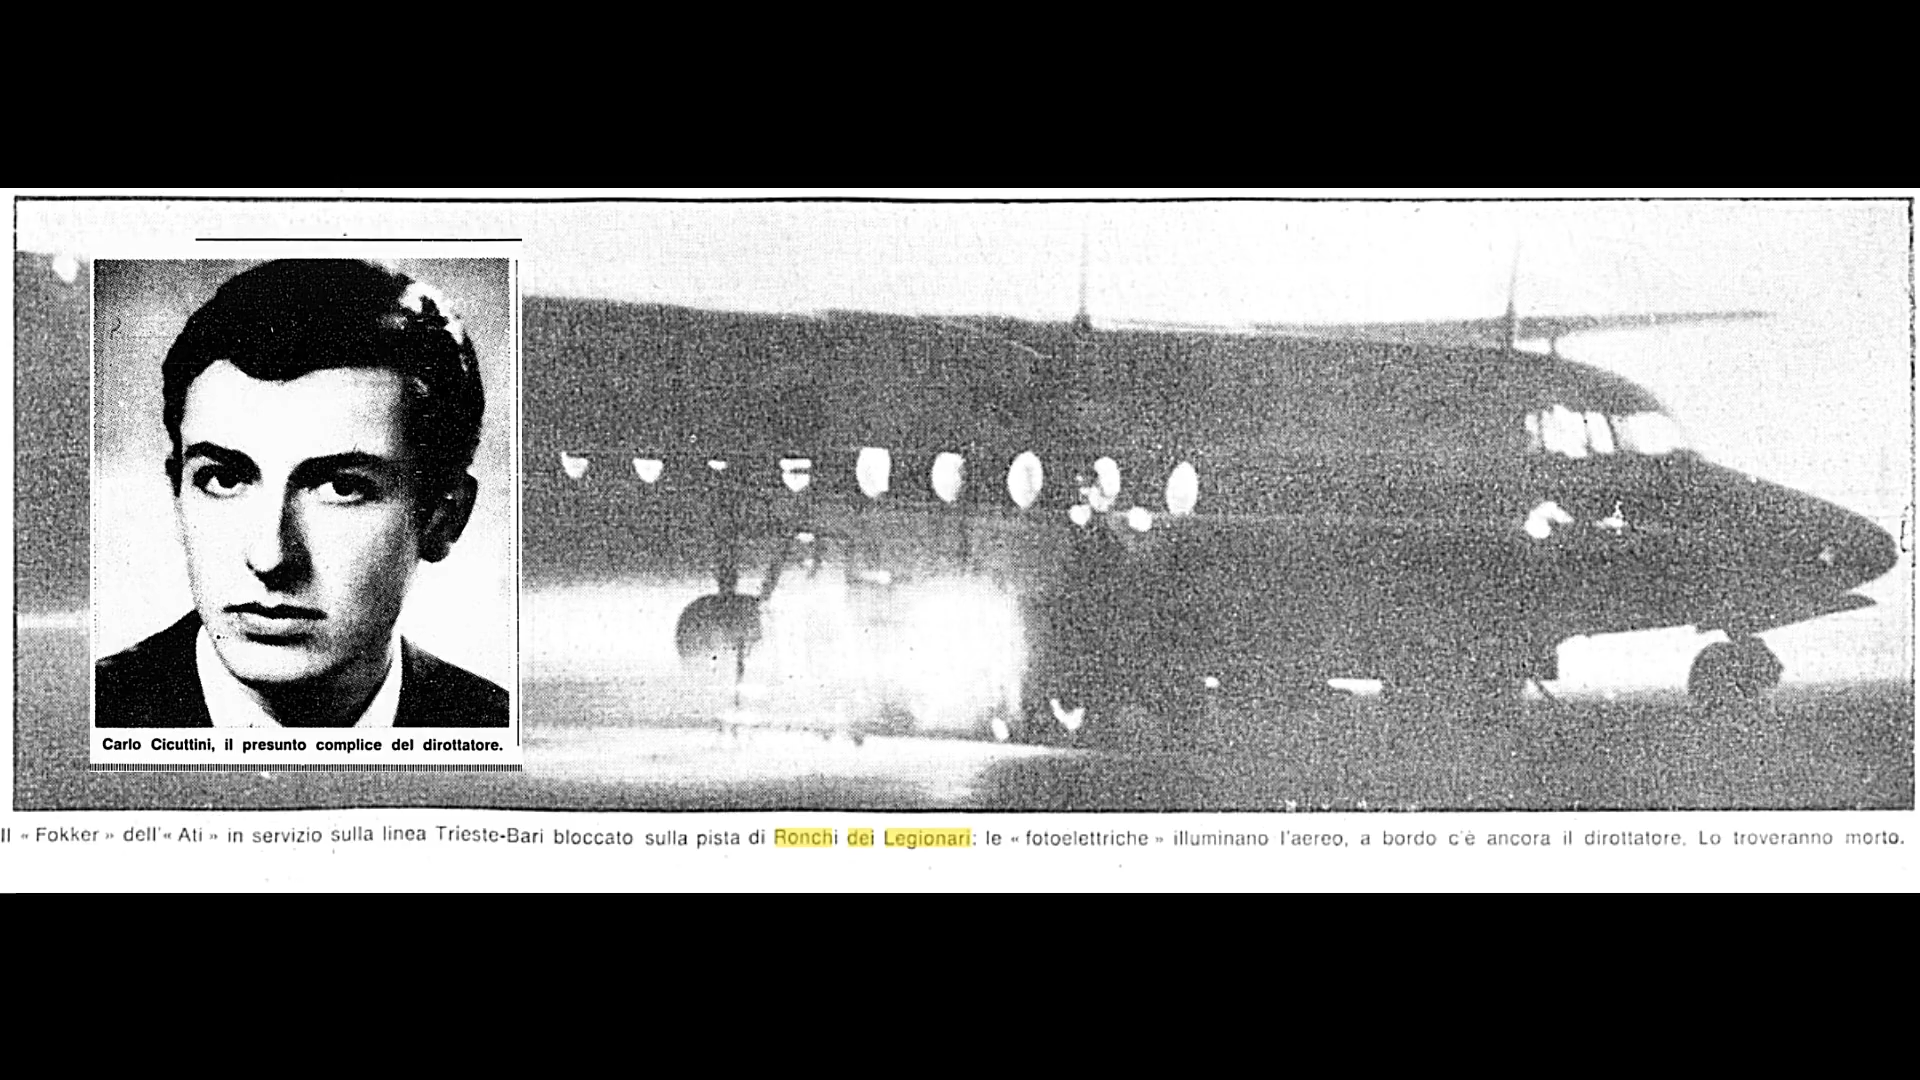 Carlo Cicuttini, il presunto complice del dirottatore.
Il « Fokker » dell'« Ati » in servizio sulla linea Trieste-Bari bloccato sulla pista di Ronchi dei Legionari: le « fotoelettriche » illuminano l'aereo, a bordo c'è ancora il dirottatore. Lo troveranno morto.